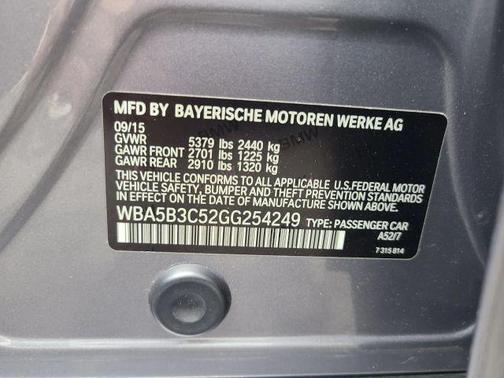 MFD BY BAYERISCHE MOTOREN WERKE AG
09/15
GVWR 5379 lbs 2440 kg
GAWR FRONT 2701 lbs 1225 kg
GAWR REAR 2910 lbs 1320 kg
THIS VEHICLE CONFORMS TO ALL APPLICABLE U.S.FEDERAL MOTOR
VEHICLE SAFETY, BUMPER AND THEFT PREVENTION STANDARDS
IN EFFECT ON THE DATE OF MANUFACTURE SHOWN ABOVE.
WBA5B3C52GG254249 TYPE: PASSENGER CAR
A52/7
7 315 814